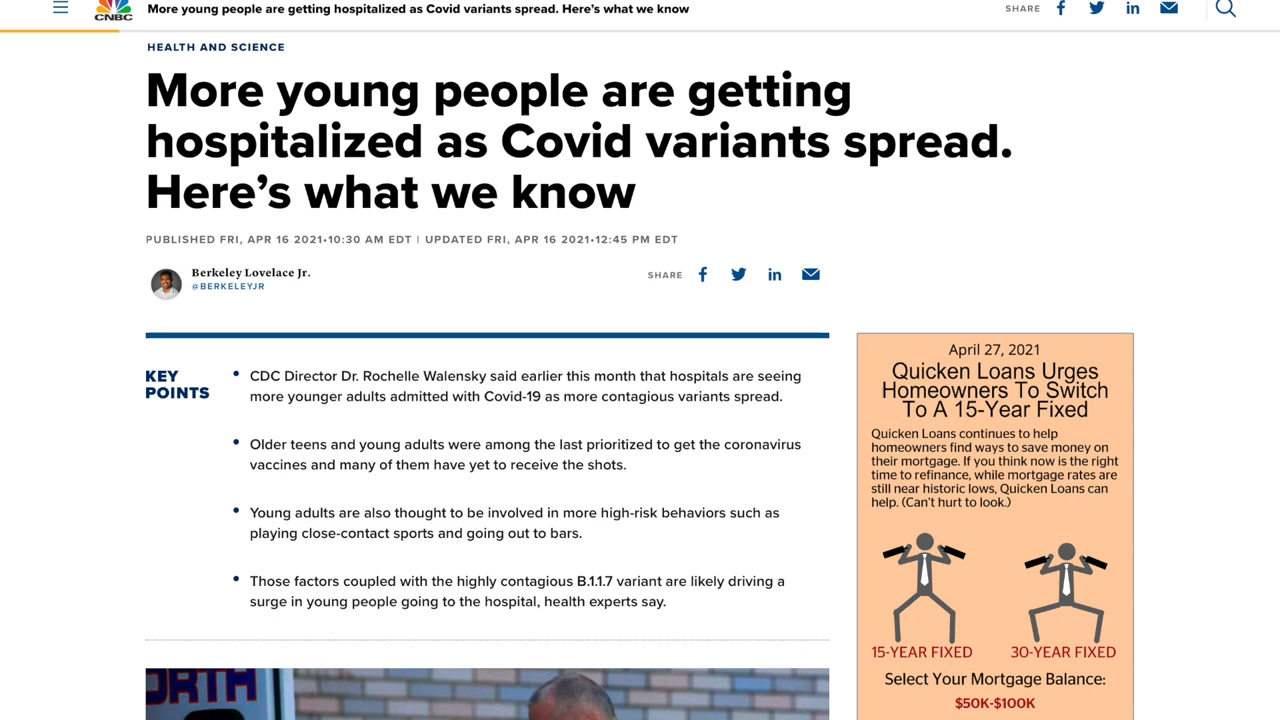 CNBC
More young people are getting hospitalized as Covid variants spread. Here's what we know
SHARE
HEALTH AND SCIENCE
More young people are getting
hospitalized as Covid variants spread.
Here's what we know
PUBLISHED FRI, APR 16 2021•10:30 AM EDT | UPDATED FRI, APR 16 2021•12:45 PM EDT
Berkeley Lovelace Jr.
@BERKELEYJR
SHARE
KEY
POINTS
• CDC Director Dr. Rochelle Walensky said earlier this month that hospitals are seeing
more younger adults admitted with Covid-19 as more contagious variants spread.
• Older teens and young adults were among the last prioritized to get the coronavirus
vaccines and many of them have yet to receive the shots.
• Young adults are also thought to be involved in more high-risk behaviors such as
playing close-contact sports and going out to bars.
• Those factors coupled with the highly contagious B.1.1.7 variant are likely driving a
surge in young people going to the hospital, health experts say.
April 27, 2021
Quicken Loans Urges
Homeowners To Switch
To A 15-Year Fixed
Quicken Loans continues to help
homeowners find ways to save money on
their mortgage. If you think now is the right
time to refinance, while mortgage rates are
still near historic lows, Quicken Loans can
help. (Can't hurt to look.)
15-YEAR FIXED
30-YEAR FIXED
Select Your Mortgage Balance:
$50K-$100K
ORTH